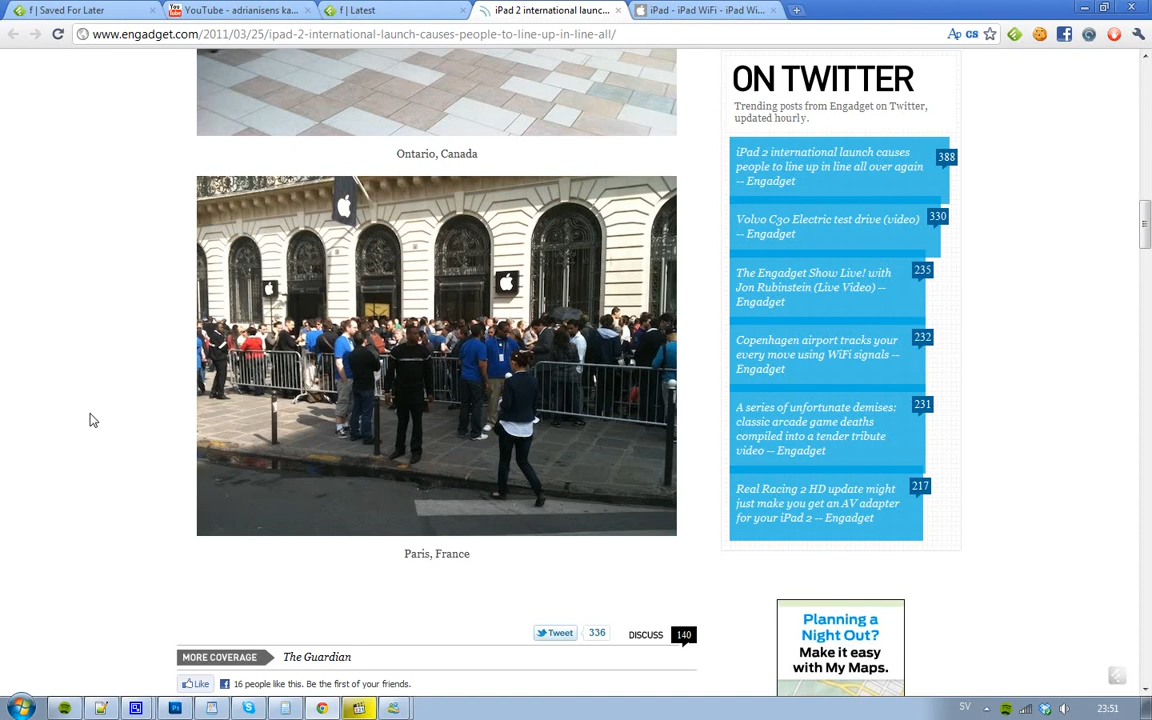 f | Saved For Later
YouTube - adrianisens ka...
f | Latest
iPad 2 international launc...
iPad - iPad WiFi - iPad Wi...
www.engadget.com/2011/03/25/ipad-2-international-launch-causes-people-to-line-up-in-line-all/
Ontario, Canada
Paris, France
Tweet 336 DISCUSS 140
MORE COVERAGE The Guardian
Like 16 people like this. Be the first of your friends.
ON TWITTER
Trending posts from Engadget on Twitter,
updated hourly.
iPad 2 international launch causes
people to line up in line all over again
-- Engadget
388
Volvo C30 Electric test drive (video)
-- Engadget
330
The Engadget Show Live! with
Jon Rubinstein (Live Video) --
Engadget
235
Copenhagen airport tracks your
every move using WiFi signals --
Engadget
232
A series of unfortunate demises:
classic arcade game deaths
compiled into a tender tribute
video -- Engadget
231
Real Racing 2 HD update might
just make you get an AV adapter
for your iPad 2 -- Engadget
217
Planning a
Night Out?
Make it easy
with My Maps.
SV
23:51